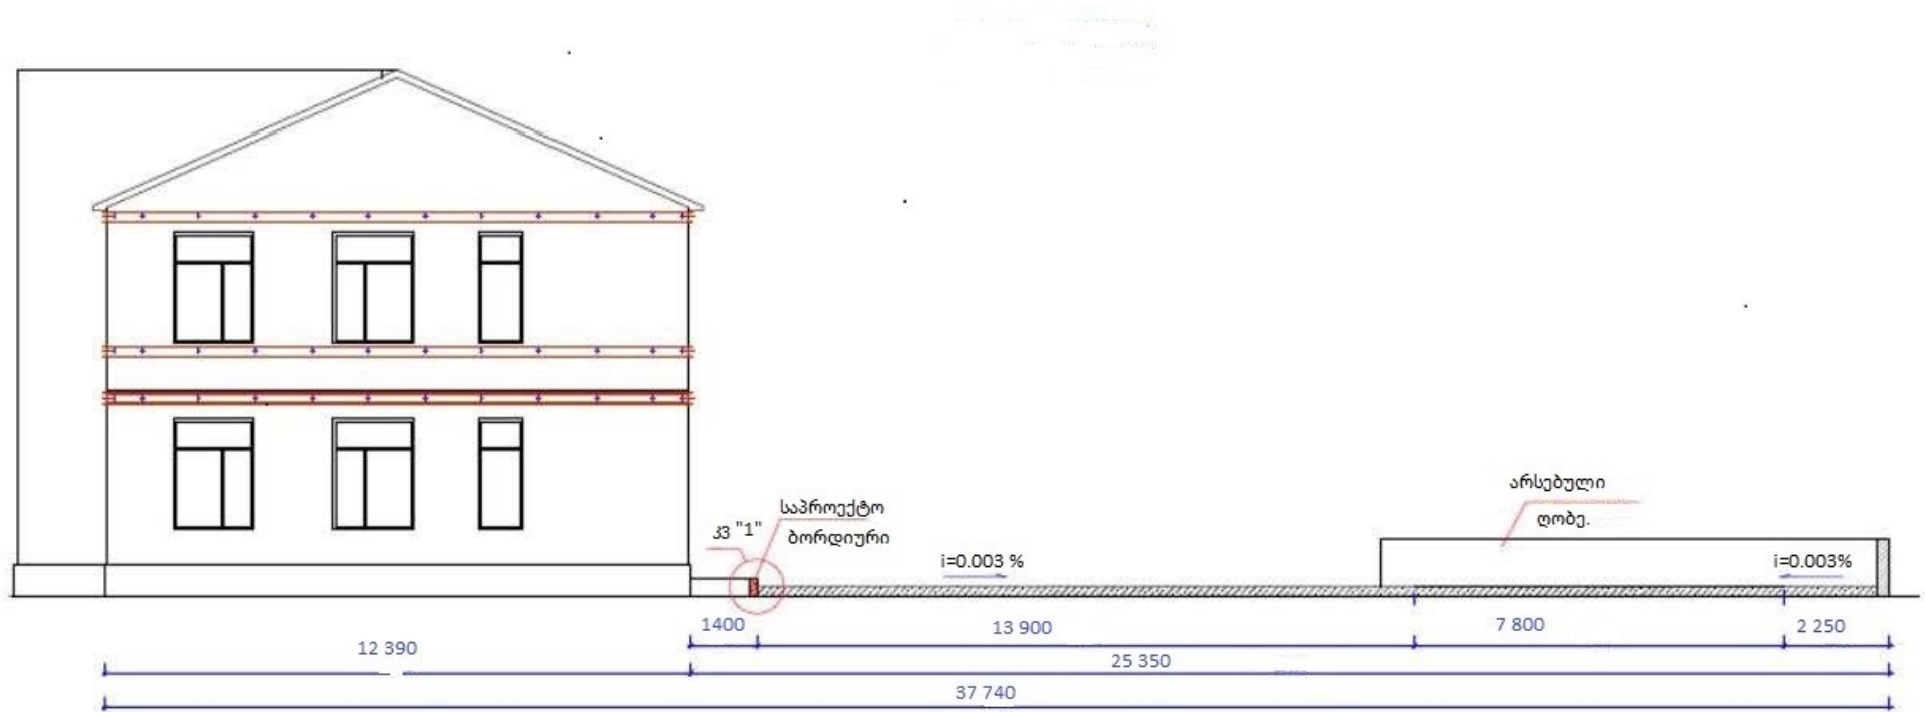 არსებული
ღობე.
საპროექტო
ბორდიური
კვ "1"
i=0.003 %
i=0.003%
1400
13 900
7 800
2 250
12 390
25 350
37 740